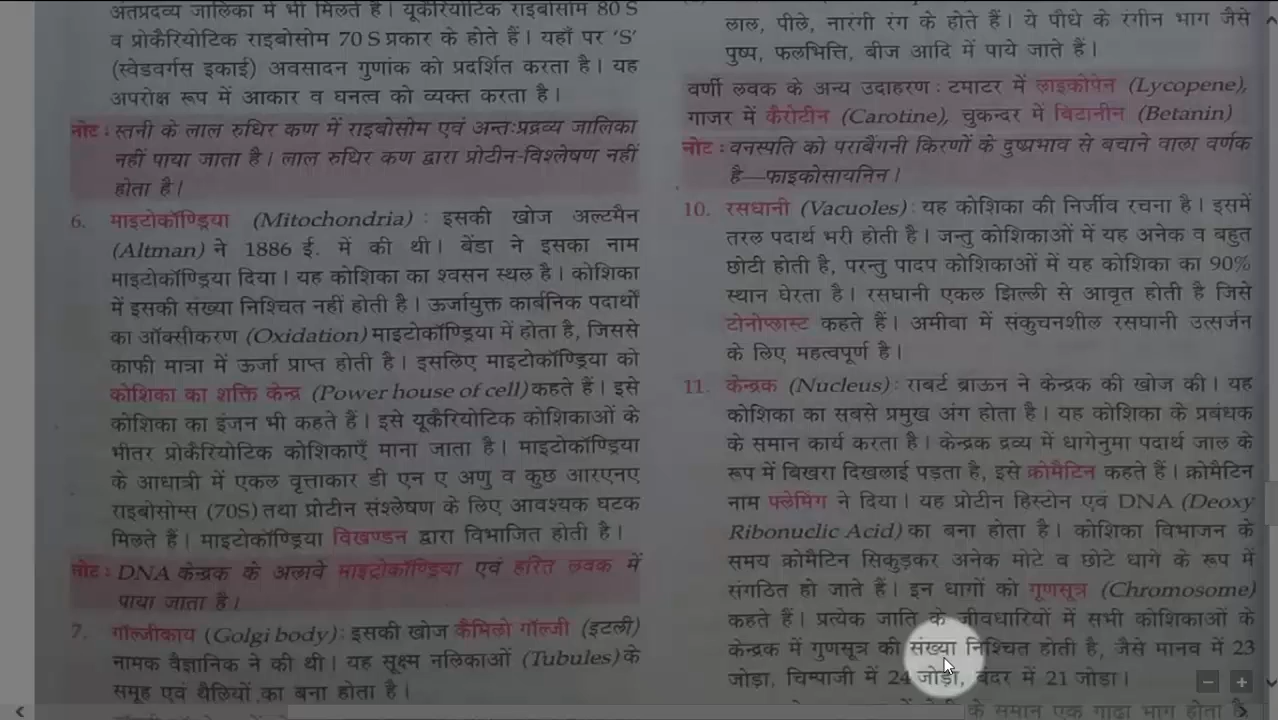 अंतप्रदव्य जालिका में भी मिलते हैं। यूकैरियोटिक राइबोसोम 80 S
व प्रोकैरियोटिक राइबोसोम 70 S प्रकार के होते हैं। यहाँ पर 'S'
(स्वेडवर्गस इकाई) अवसादन गुणांक को प्रदर्शित करता है। यह
अपरोक्ष रूप में आकार व घनत्व को व्यक्त करता है।
नोट : स्तनी के लाल रुधिर कण में राइबोसोम एवं अन्तःप्रद्रव्य जालिका
नहीं पाया जाता है। लाल रुधिर कण द्वारा प्रोटीन-विश्लेषण नहीं
होता है।
6. माइटोकॉण्ड्रिया (Mitochondria) : इसकी खोज अल्टमैन
(Altman) ने 1886 ई. में की थी। बेंडा ने इसका नाम
माइटोकॉण्ड्रिया दिया। यह कोशिका का श्वसन स्थल है। कोशिका
में इसकी संख्या निश्चित नहीं होती है। ऊर्जायुक्त कार्बनिक पदार्थों
का ऑक्सीकरण (Oxidation) माइटोकॉण्ड्रिया में होता है, जिससे
काफी मात्रा में ऊर्जा प्राप्त होती है। इसलिए माइटोकॉण्ड्रिया को
कोशिका का शक्ति केन्द्र (Power house of cell) कहते हैं। इसे
कोशिका का इंजन भी कहते हैं। इसे यूकैरियोटिक कोशिकाओं के
भीतर प्रोकैरियोटिक कोशिकाएँ माना जाता है। माइटोकॉण्ड्रिया
के आधात्री में एकल वृत्ताकार डी एन ए अणु व कुछ आरएनए
राइबोसोम्स (70S) तथा प्रोटीन संश्लेषण के लिए आवश्यक घटक
मिलते हैं। माइटोकॉण्ड्रिया विखण्डन द्वारा विभाजित होती है।
नोट : DNA केन्द्रक के अलावे माइटोकॉण्ड्रिया एवं हरित लवक में
पाया जाता है।
7. गॉल्जीकाय (Golgi body) : इसकी खोज कैमिलो गॉल्जी (इटली)
नामक वैज्ञानिक ने की थी। यह सूक्ष्म नलिकाओं (Tubules) के
समूह एवं थैलियों का बना होता है।
लाल, पीले, नारंगी रंग के होते हैं। ये पौधे के रंगीन भाग जैसे
पुष्प, फलभित्ति, बीज आदि में पाये जाते हैं।
वर्णी लवक के अन्य उदाहरण : टमाटर में लाइकोपेन (Lycopene),
गाजर में कैरोटीन (Carotine), चुकन्दर में बिटानीन (Betanin)
नोट : वनस्पति को पराबैंगनी किरणों के दुष्प्रभाव से बचाने वाला वर्णक
है—फाइकोसायनिन।
10. रसधानी (Vacuoles) : यह कोशिका की निर्जीव रचना है। इसमें
तरल पदार्थ भरी होती है। जन्तु कोशिकाओं में यह अनेक व बहुत
छोटी होती है, परन्तु पादप कोशिकाओं में यह कोशिका का 90%
स्थान घेरता है। रसधानी एकल झिल्ली से आवृत होती है जिसे
टोनोप्लास्ट कहते हैं। अमीबा में संकुचनशील रसधानी उत्सर्जन
के लिए महत्वपूर्ण है।
11. केन्द्रक (Nucleus) : राबर्ट ब्राऊन ने केन्द्रक की खोज की। यह
कोशिका का सबसे प्रमुख अंग होता है। यह कोशिका के प्रबंधक
के समान कार्य करता है। केन्द्रक द्रव्य में धागेनुमा पदार्थ जाल के
रूप में बिखरा दिखलाई पड़ता है, इसे क्रोमैटिन कहते हैं। क्रोमैटिन
नाम फ्लेमिंग ने दिया। यह प्रोटीन हिस्टोन एवं DNA (Deoxy
Ribonuclic Acid) का बना होता है। कोशिका विभाजन के
समय क्रोमैटिन सिकुड़कर अनेक मोटे व छोटे धागे के रूप में
संगठित हो जाते हैं। इन धागों को गूणसूत्र (Chromosome)
कहते हैं। प्रत्येक जाति के जीवधारियों में सभी कोशिकाओं के
केन्द्रक में गुणसूत्र की संख्या निश्चित होती है, जैसे मानव में 23
जोड़ा, चिम्पाजी में 24 जोड़ा, बंदर में 21 जोड़ा।
के समान एक गाढ़ा भाग होता है,